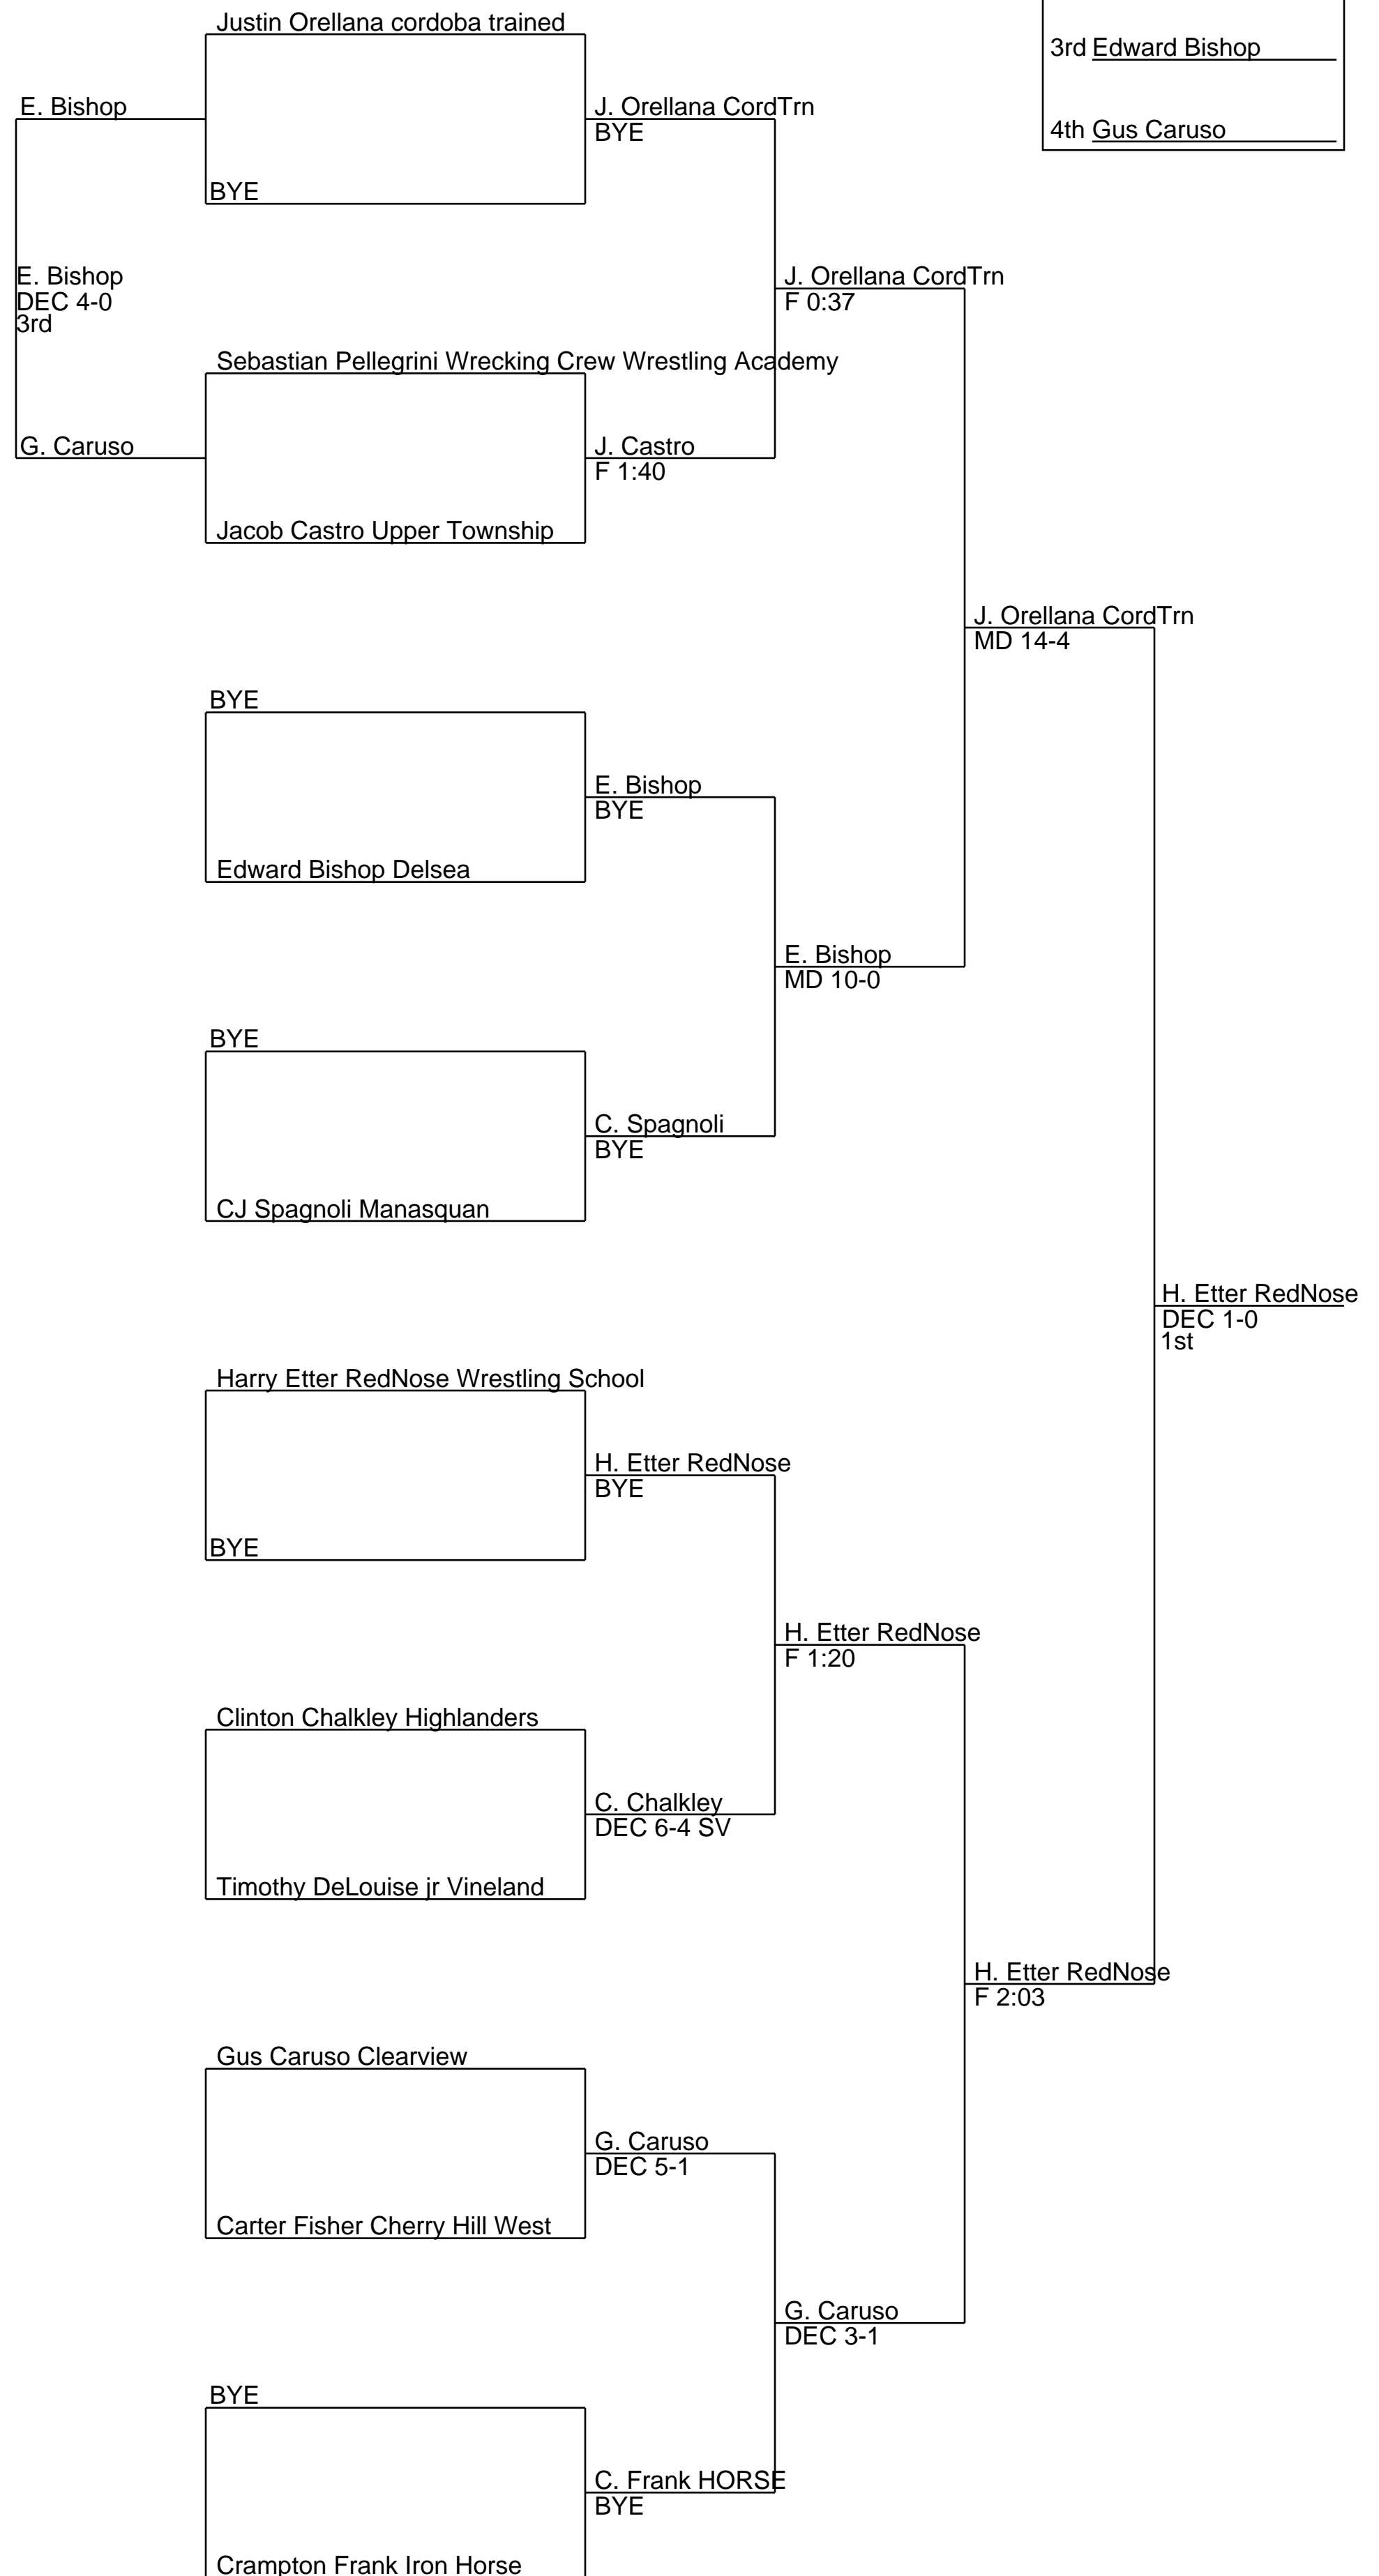 Justin Orellana cordoba trained
3rd Edward Bishop
E. Bishop
J. Orellana CordTrn
BYE
4th Gus Caruso
BYE
E. Bishop
DEC 4-0
3rd
J. Orellana CordTrn
F 0:37
Sebastian Pellegrini Wrecking Crew Wrestling Academy
G. Caruso
J. Castro
F 1:40
Jacob Castro Upper Township
J. Orellana CordTrn
MD 14-4
BYE
E. Bishop
BYE
Edward Bishop Delsea
E. Bishop
MD 10-0
BYE
C. Spagnoli
BYE
CJ Spagnoli Manasquan
H. Etter RedNose
DEC 1-0
1st
Harry Etter RedNose Wrestling School
H. Etter RedNose
BYE
BYE
H. Etter RedNose
F 1:20
Clinton Chalkley Highlanders
C. Chalkley
DEC 6-4 SV
Timothy DeLouise jr Vineland
H. Etter RedNose
F 2:03
Gus Caruso Clearview
G. Caruso
DEC 5-1
Carter Fisher Cherry Hill West
G. Caruso
DEC 3-1
BYE
C. Frank HORSE
BYE
Crampton Frank Iron Horse